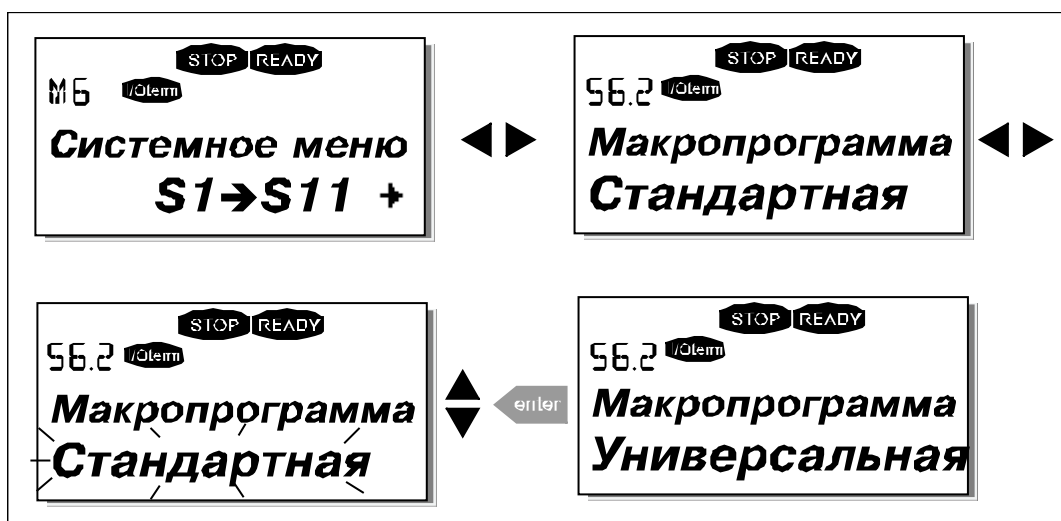 STOP READY
M6 I/Oterm
Системное меню
S1➔S11 ➔
STOP READY
S6.2 I/Oterm
Макропрограмма
Стандартная
STOP READY
S6.2 I/Oterm
Макропрограмма
Стандартная
enter
STOP READY
S6.2 I/Oterm
Макропрограмма
Универсальная